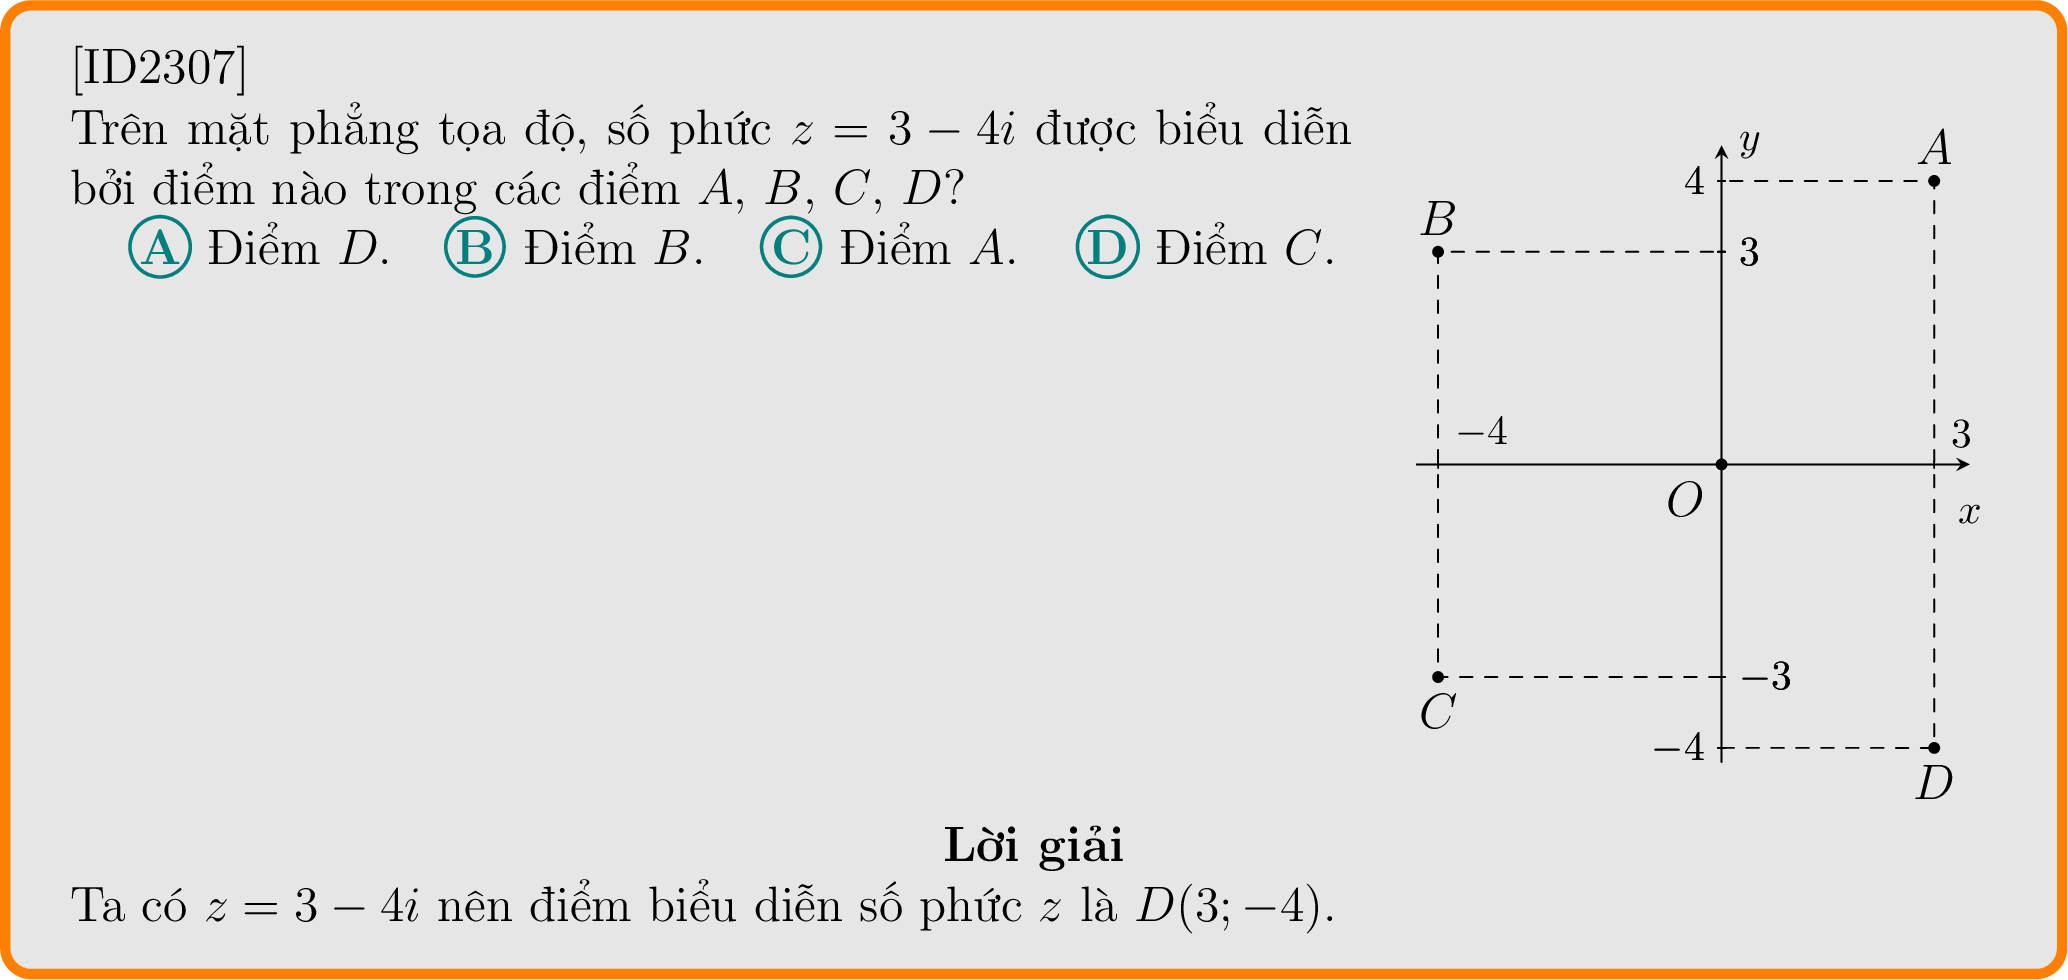 [ID2307]
Trên mặt phẳng tọa độ, số phức z = 3 − 4i được biểu diễn
bởi điểm nào trong các điểm A, B, C, D?
A Điểm D. B Điểm B. C Điểm A. D Điểm C.
y
A
4
B
3
−4
3
O
x
−3
C
−4
D
Lời giải
Ta có z = 3 − 4i nên điểm biểu diễn số phức z là D(3; −4).